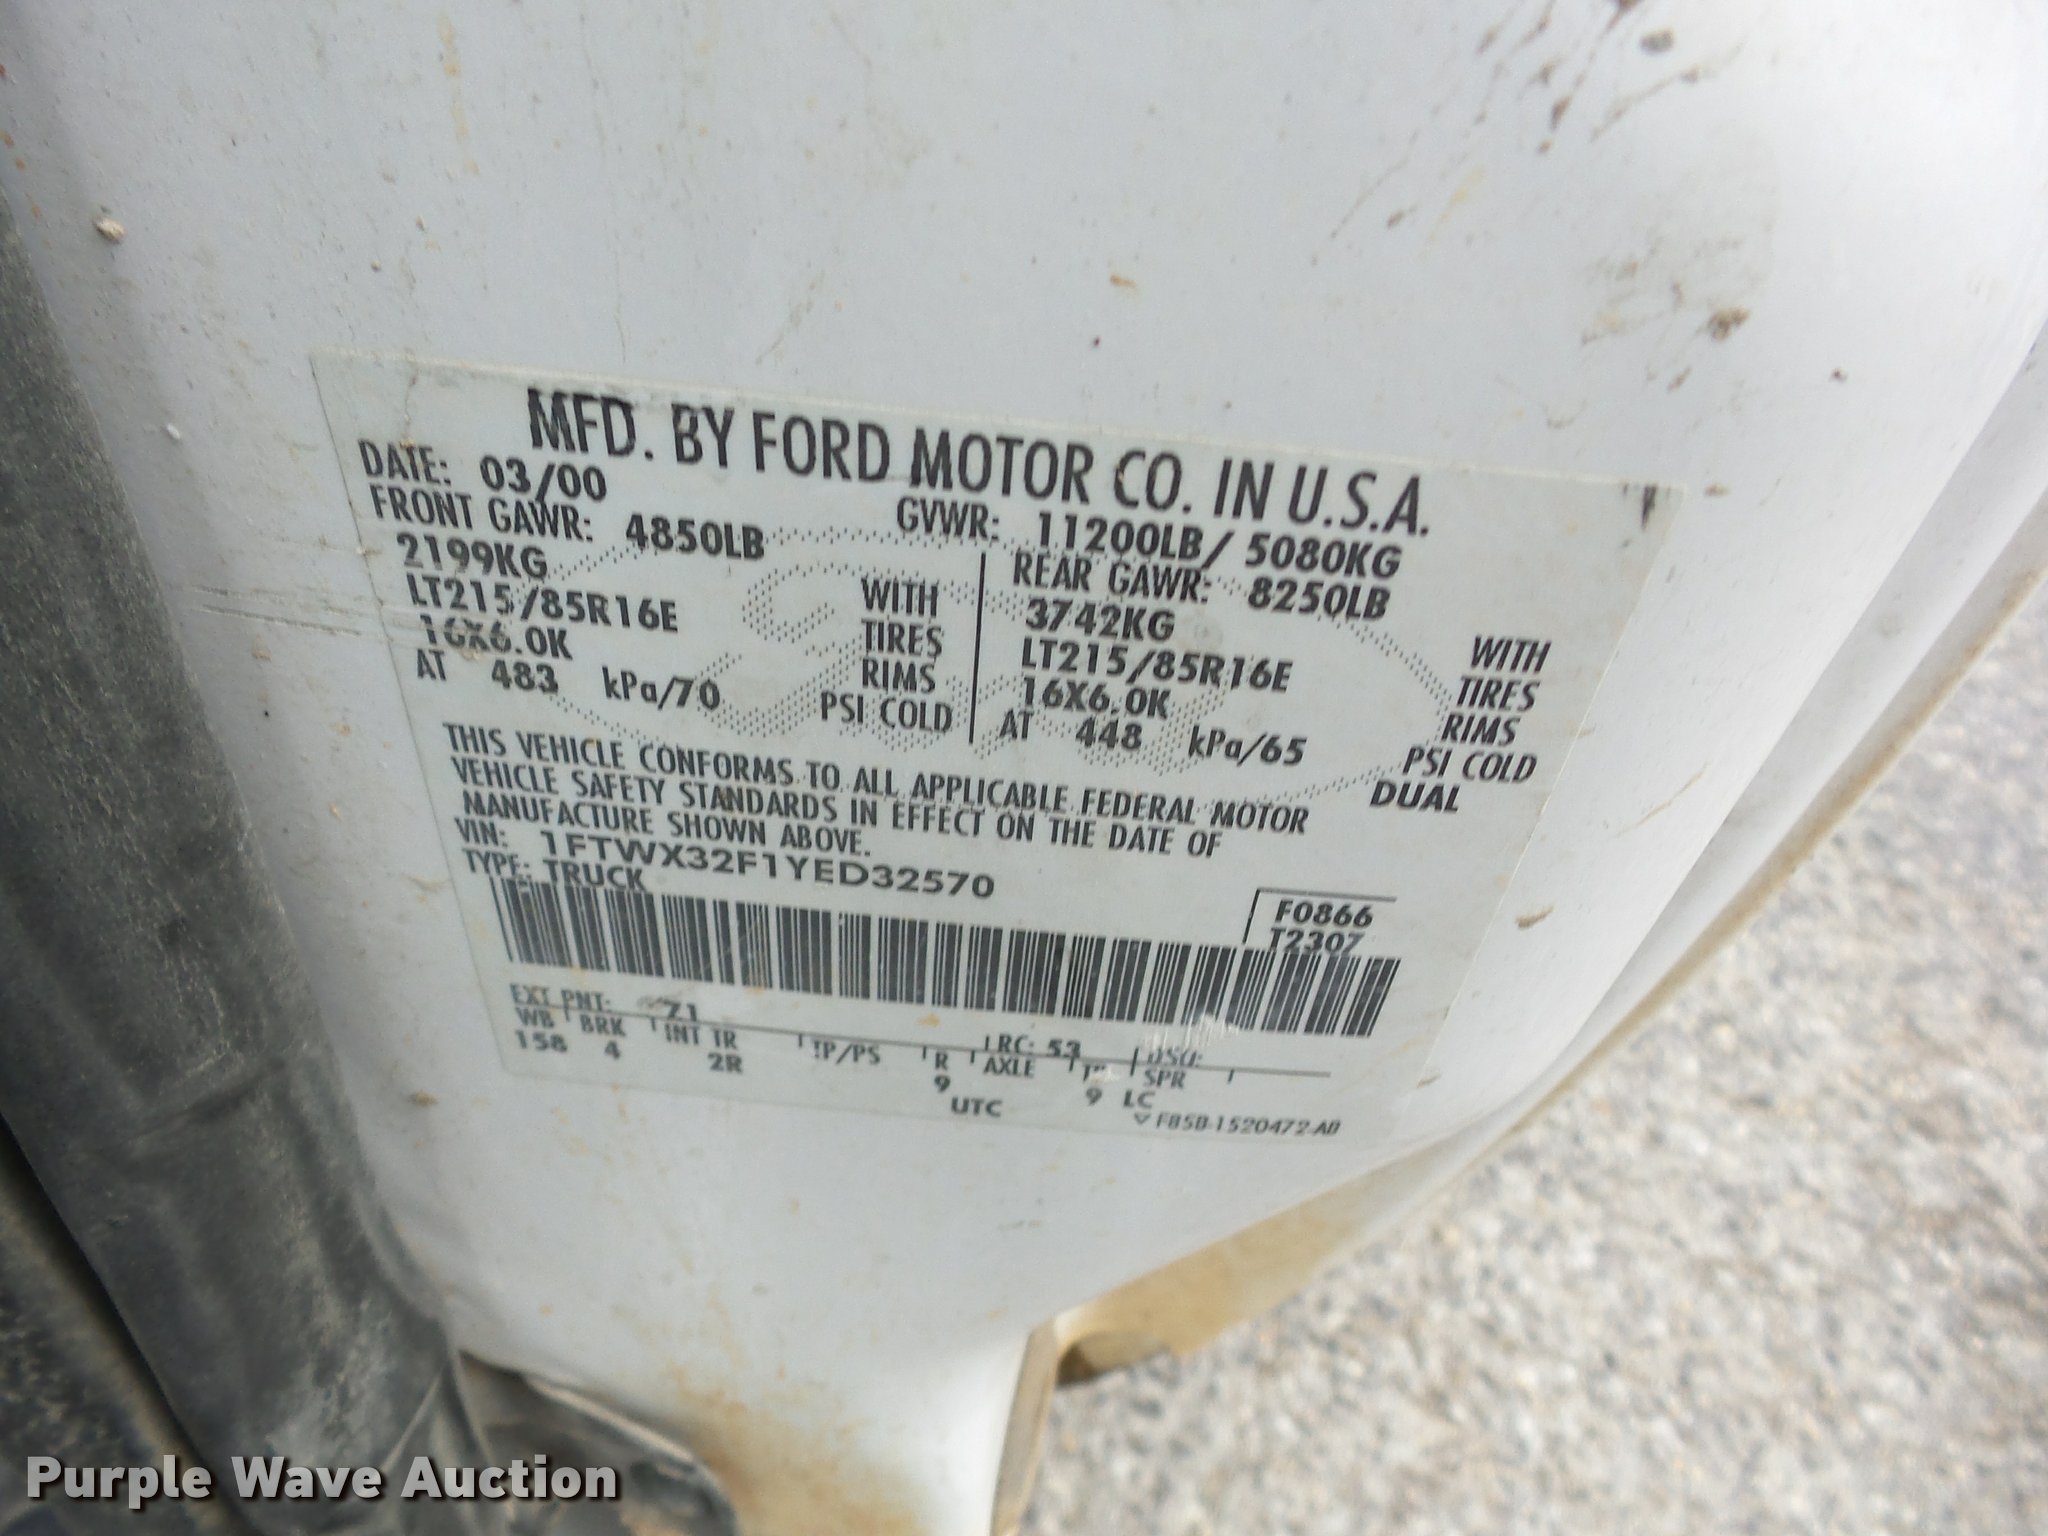 MFD. BY FORD MOTOR CO. IN U.S.A.
DATE: 03/00 GVWR: 11200LB/ 5080KG
FRONT GAWR: 4850LB REAR GAWR: 8250LB
2199KG WITH 3742KG WITH
LT215/85R16E TIRES LT215/85R16E TIRES
16X6.0K RIMS 16X6.0K RIMS
AT 483 kPa/70 PSI COLD AT 448 kPa/65 PSI COLD
DUAL
THIS VEHICLE CONFORMS TO ALL APPLICABLE FEDERAL MOTOR
VEHICLE SAFETY STANDARDS IN EFFECT ON THE DATE OF
MANUFACTURE SHOWN ABOVE.
VIN: 1FTWX32F1YED32570
TYPE: TRUCK
F0866
T2307
EXT PNT: 71 RC: 53 DSO:
WB BRK INT TR TP/PS R AXLE SPR
158 4 2R 9 9 LC
UTC
F85B-1520472-AB
Purple Wave Auction